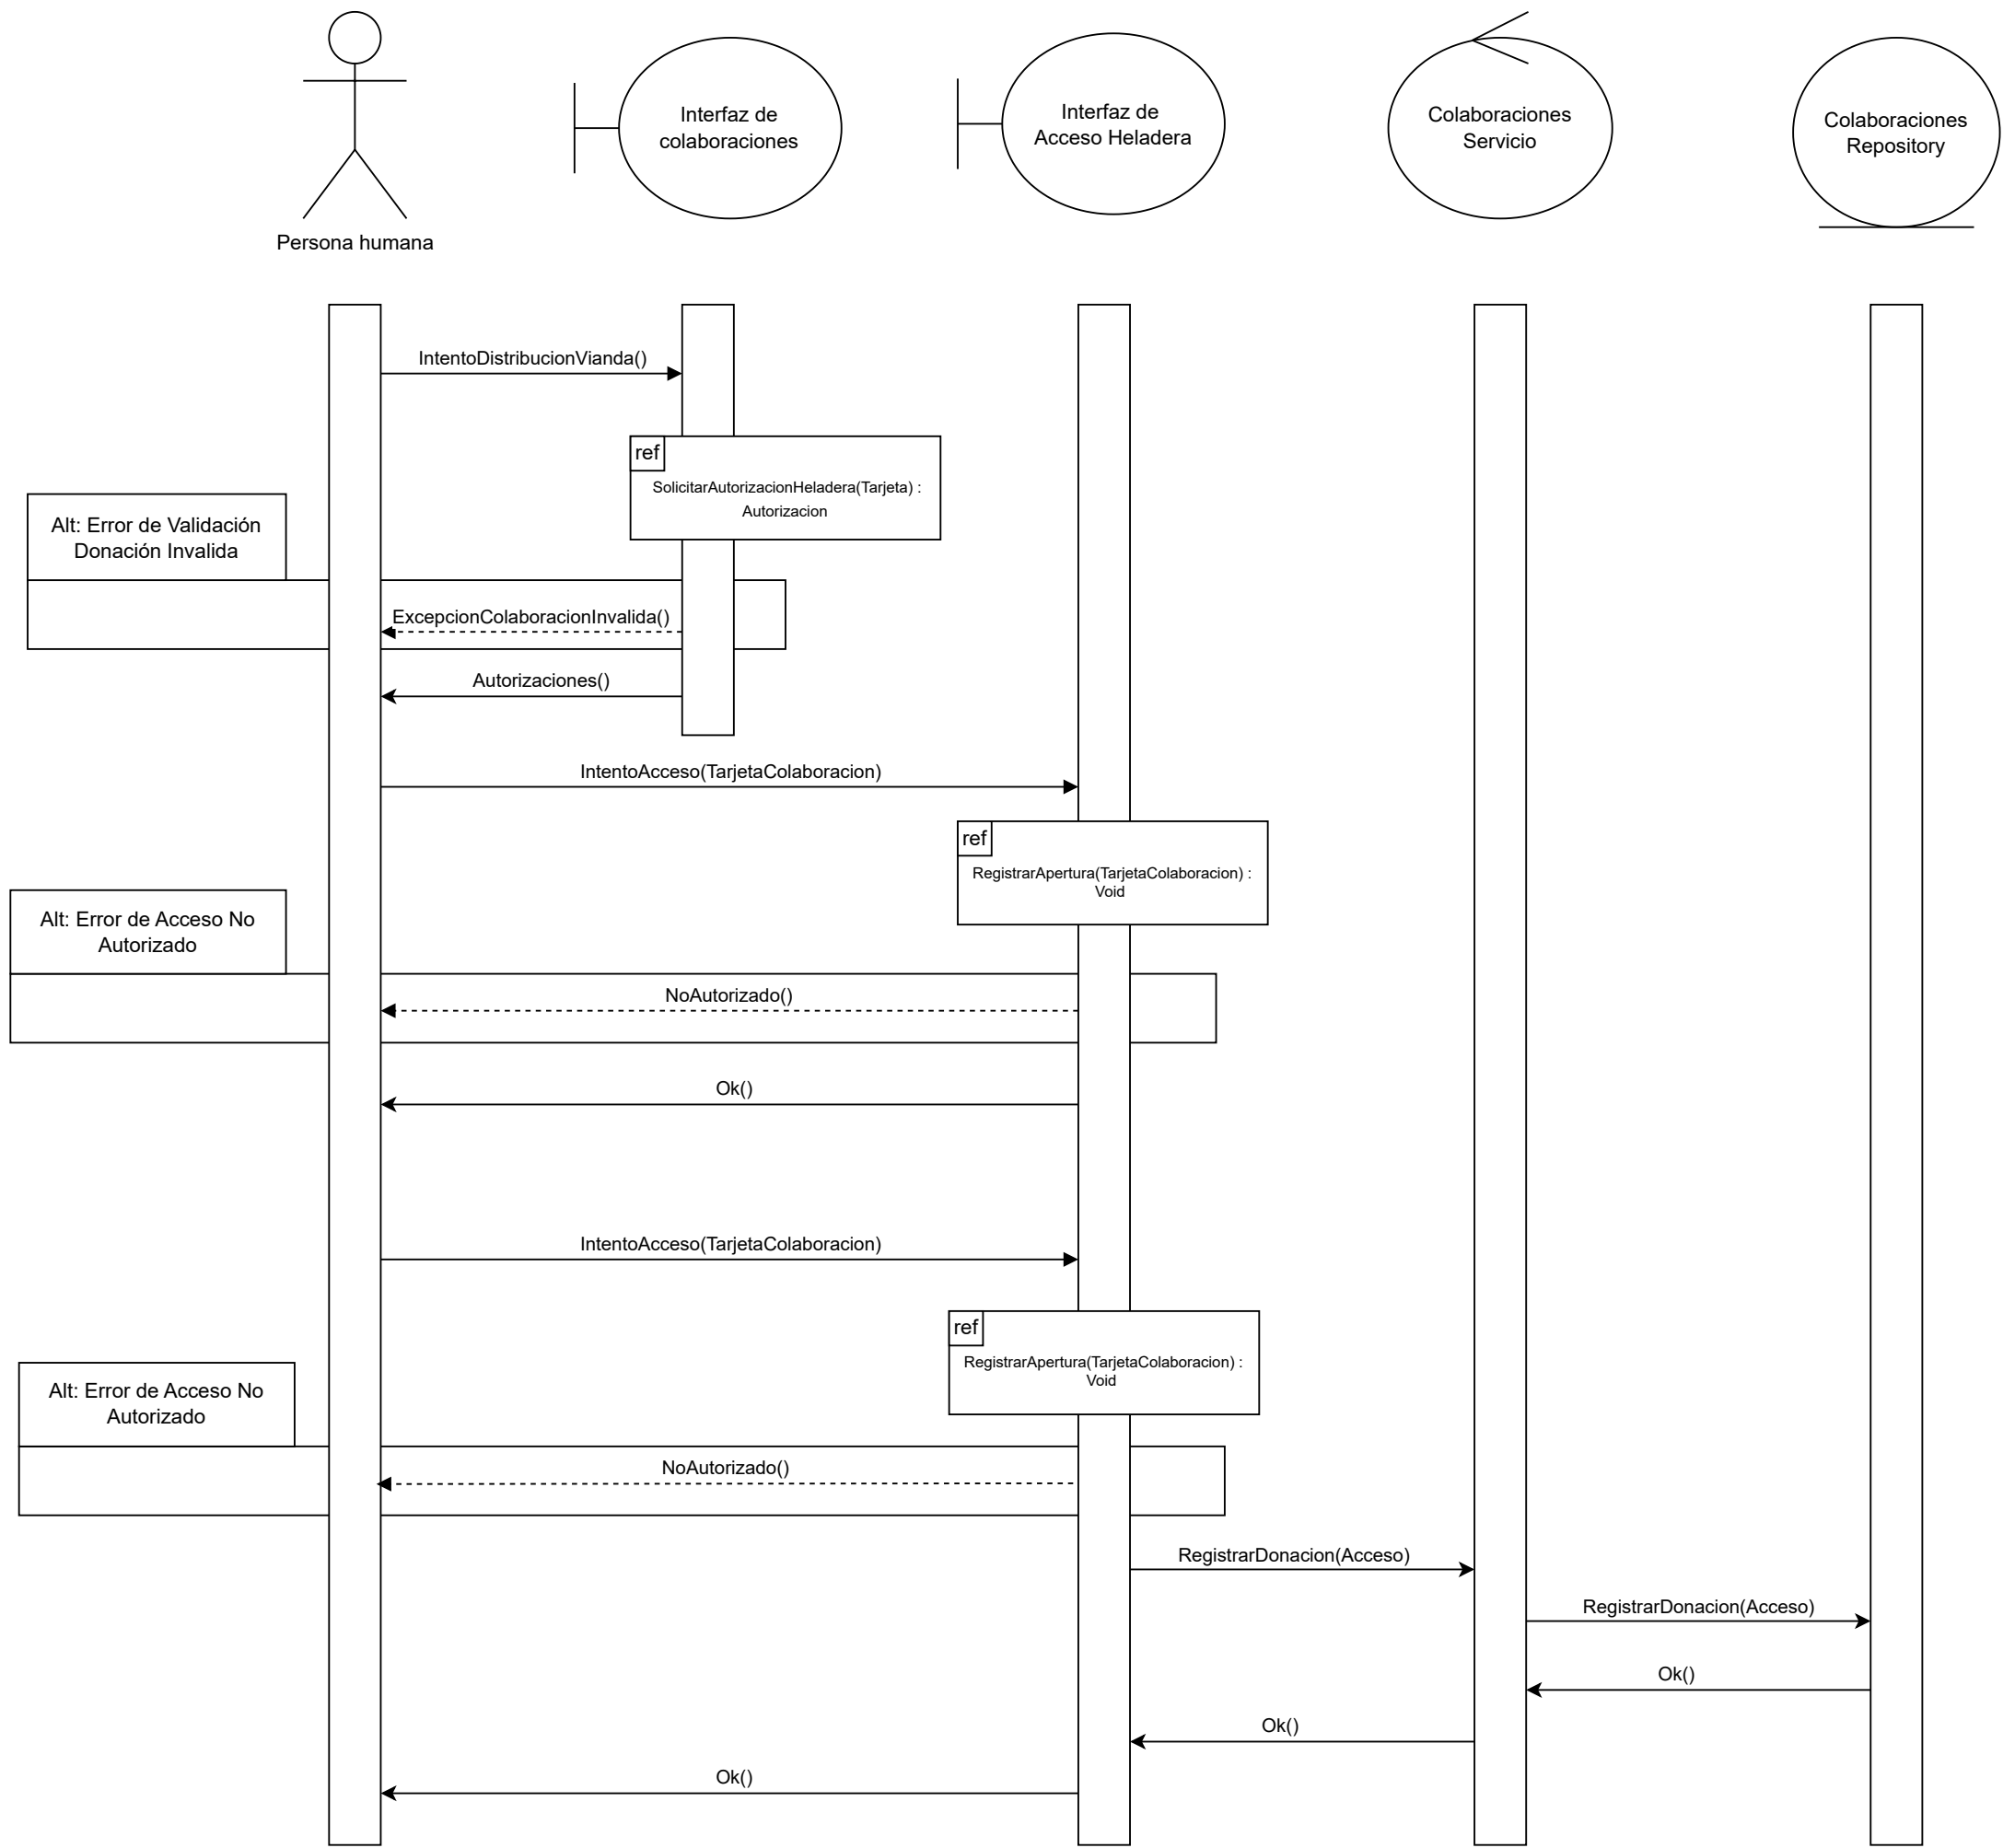 Interfaz de
colaboraciones
Interfaz de
Acceso Heladera
Colaboraciones
Servicio
Colaboraciones
Repository
Persona humana
IntentoDistribucionVianda()
ref
SolicitarAutorizacionHeladera(Tarjeta) :
Autorizacion
Alt: Error de Validación
Donación Invalida
ExcepcionColaboracionInvalida()
Autorizaciones()
IntentoAcceso(TarjetaColaboracion)
ref
RegistrarApertura(TarjetaColaboracion) :
Void
Alt: Error de Acceso No
Autorizado
NoAutorizado()
Ok()
IntentoAcceso(TarjetaColaboracion)
ref
RegistrarApertura(TarjetaColaboracion) :
Void
Alt: Error de Acceso No
Autorizado
NoAutorizado()
RegistrarDonacion(Acceso)
RegistrarDonacion(Acceso)
Ok()
Ok()
Ok()